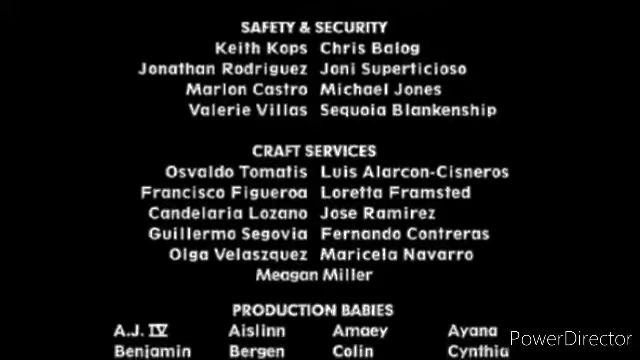 SAFETY & SECURITY
Keith Kops Chris Balog
Jonathan Rodriguez Joni Superticioso
Marlon Castro Michael Jones
Valerie Villas Sequoia Blankenship
CRAFT SERVICES
Osvaldo Tomatis Luis Alarcon-Cisneros
Francisco Figueroa Loretta Framsted
Candelaria Lozano Jose Ramirez
Guillermo Segovia Fernando Contreras
Olga Velaszquez Maricela Navarro
Meagan Miller
PRODUCTION BABIES
A.J. IV Aislinn Amaey Ayana
Benjamin Bergen Colin Cynthia
PowerDirector